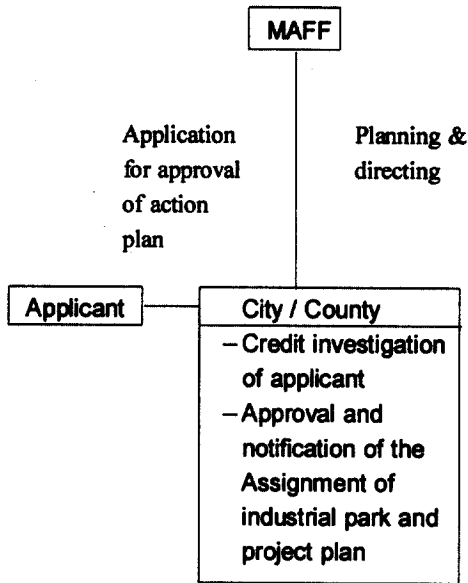 MAFF
Application
for approval
of action
plan
Planning &
directing
Applicant
City / County
– Credit investigation
of applicant
– Approval and
notification of the
Assignment of
industrial park and
project plan